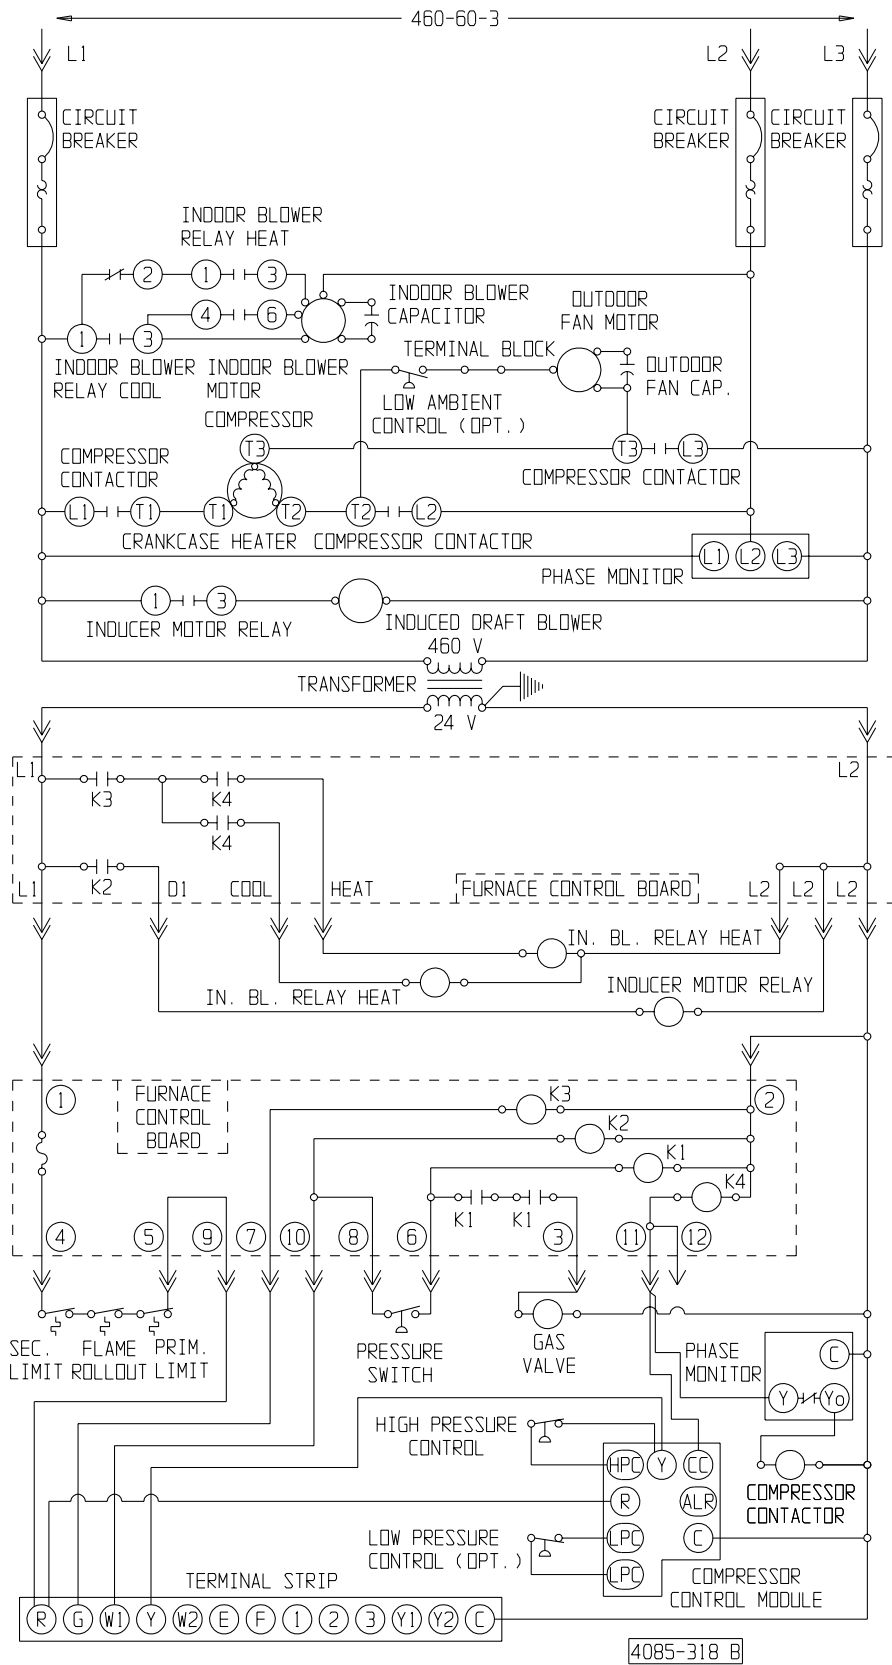 460-60-3
L1
L2
L3
CIRCUIT
BREAKER
CIRCUIT
BREAKER
CIRCUIT
BREAKER
INDOOR BLOWER
RELAY HEAT
2
1
3
4
6
1
3
INDOOR BLOWER
CAPACITOR
OUTDOOR
FAN MOTOR
INDOOR BLOWER
RELAY COOL
INDOOR BLOWER
MOTOR
TERMINAL BLOCK
OUTDOOR
FAN CAP.
LOW AMBIENT
CONTROL (OPT.)
COMPRESSOR
T3
T3
L3
COMPRESSOR
CONTACTOR
COMPRESSOR CONTACTOR
L1
T1
T1
T2
T2
L2
CRANKCASE HEATER
COMPRESSOR CONTACTOR
L1
L2
L3
PHASE MONITOR
1
3
INDUCER MOTOR RELAY
INDUCED DRAFT BLOWER
460 V
TRANSFORMER
24 V
L1
L2
K3
K4
K4
K2
L1
D1
COOL
HEAT
FURNACE CONTROL BOARD
L2
L2
L2
IN. BL. RELAY HEAT
IN. BL. RELAY HEAT
INDUCER MOTOR RELAY
1
FURNACE
CONTROL
BOARD
K3
2
K2
K1
K4
K1
K1
4
5
9
7
10
8
6
3
11
12
SEC.
LIMIT
FLAME
ROLLOUT
PRIM.
LIMIT
PRESSURE
SWITCH
GAS
VALVE
PHASE
MONITOR
C
Y
Yo
HIGH PRESSURE
CONTROL
HPC
Y
CC
COMPRESSOR
CONTACTOR
R
ALR
LOW PRESSURE
CONTROL (OPT.)
LPC
C
LPC
COMPRESSOR
CONTROL MODULE
TERMINAL STRIP
R
G
W1
Y
W2
E
F
1
2
3
Y1
Y2
C
4085-318 B